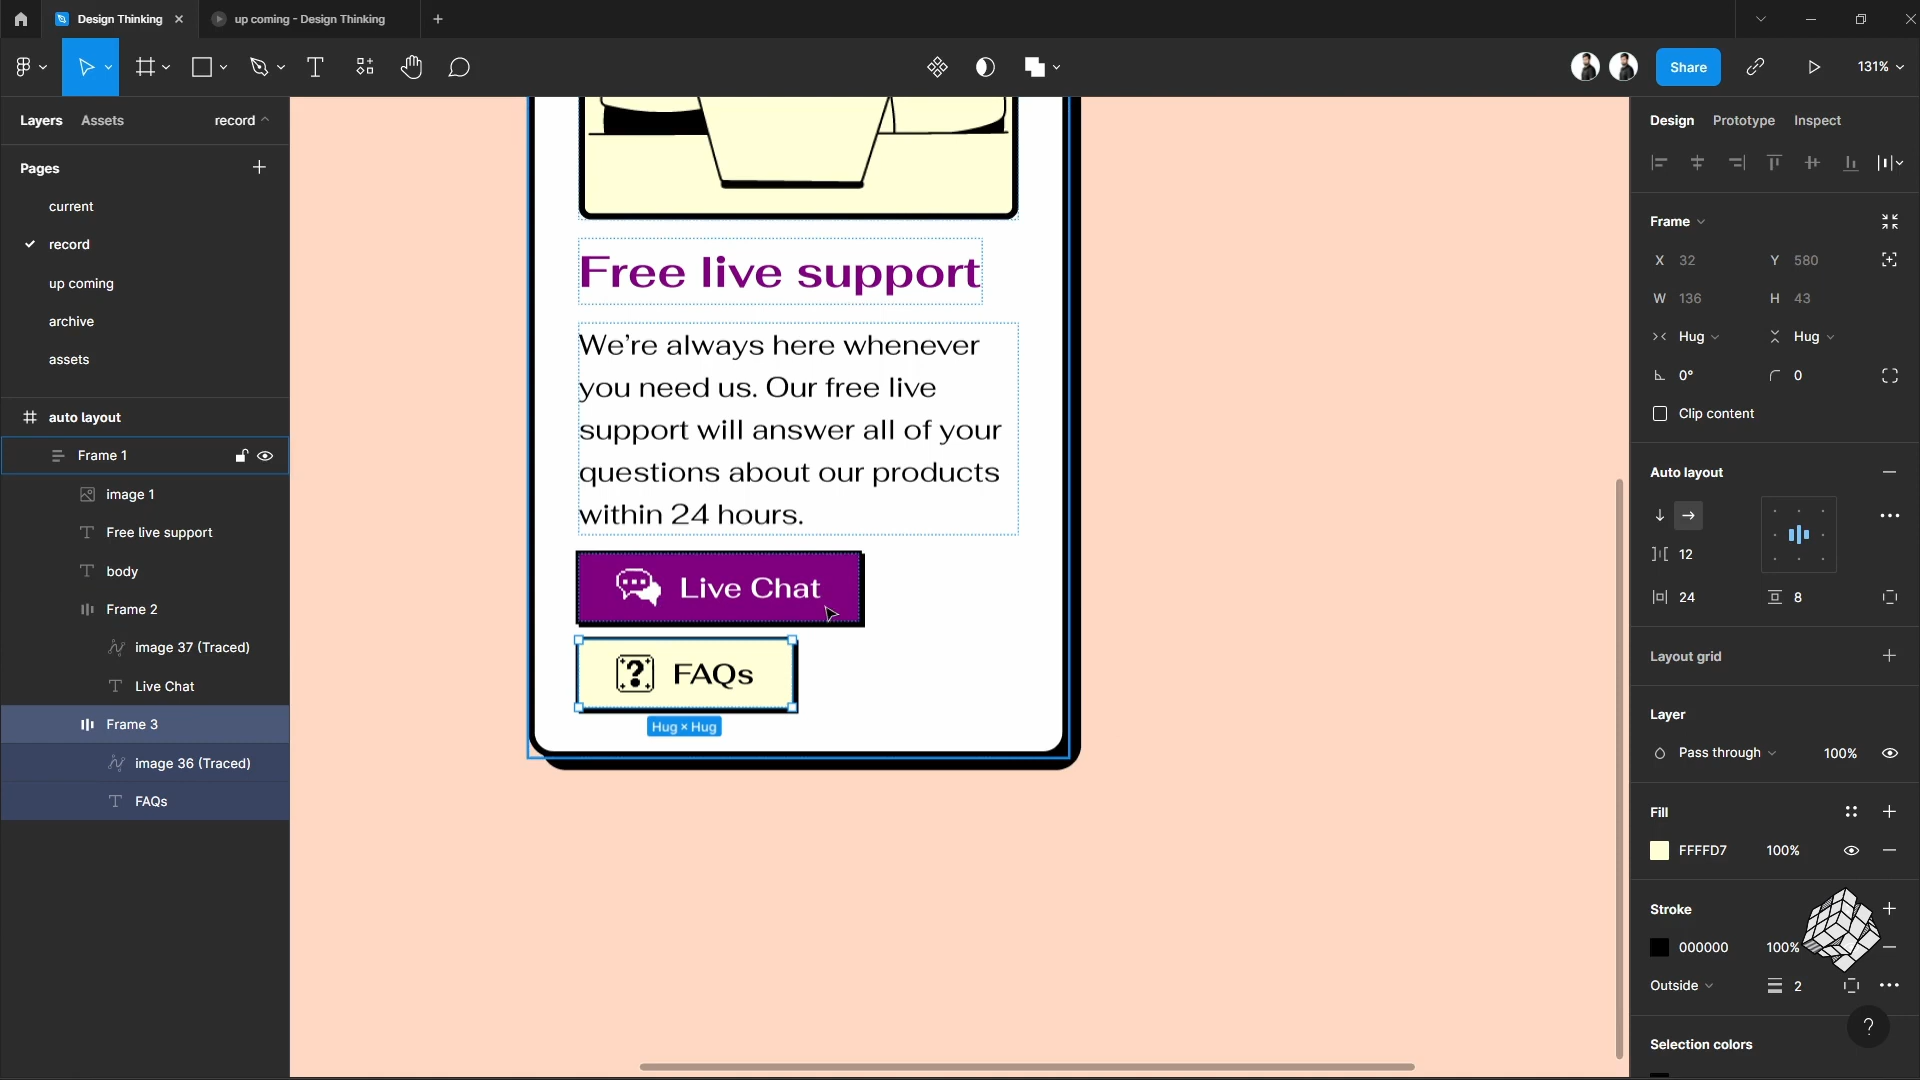 Design Thinking
up coming - Design Thinking
Share
131%
Layers
Assets
record
Pages
current
record
up coming
archive
assets
auto layout
Frame 1
image 1
Free live support
body
Frame 2
image 37 (Traced)
Live Chat
Frame 3
image 36 (Traced)
FAQs
Free live support
We’re always here whenever
you need us. Our free live
support will answer all of your
questions about our products
within 24 hours.
Live Chat
? FAQs
Hug × Hug
Design
Prototype
Inspect
Frame
X 32
Y 580
W 136
H 43
Hug
Hug
0°
0
Clip content
Auto layout
12
24
8
Layout grid
Layer
Pass through
100%
Fill
FFFFD7
100%
Stroke
000000
100%
Outside
2
?
Selection colors